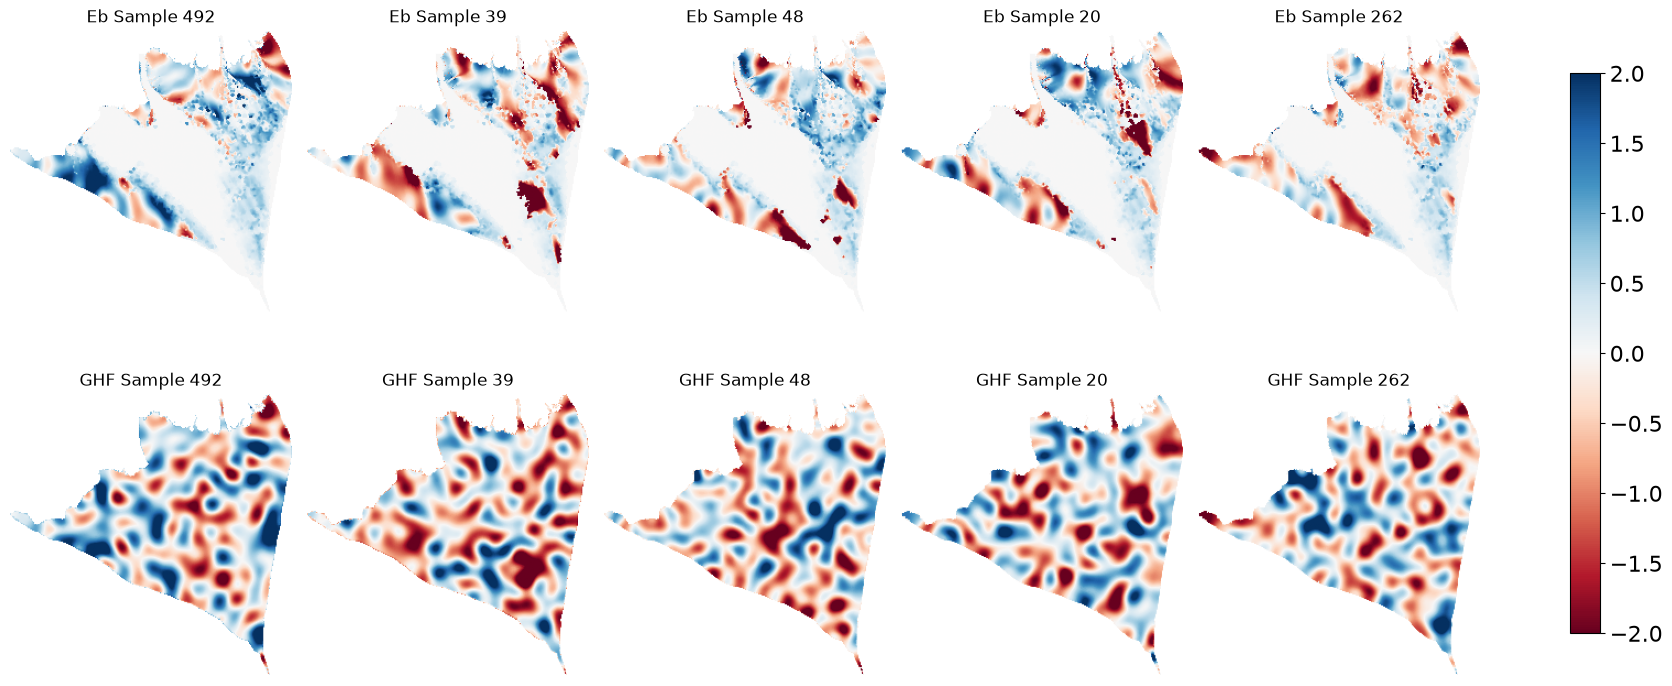 Eb Sample 492
Eb Sample 39
Eb Sample 48
Eb Sample 20
Eb Sample 262
GHF Sample 492
GHF Sample 39
GHF Sample 48
GHF Sample 20
GHF Sample 262
2.0
1.5
1.0
0.5
0.0
−0.5
−1.0
−1.5
−2.0